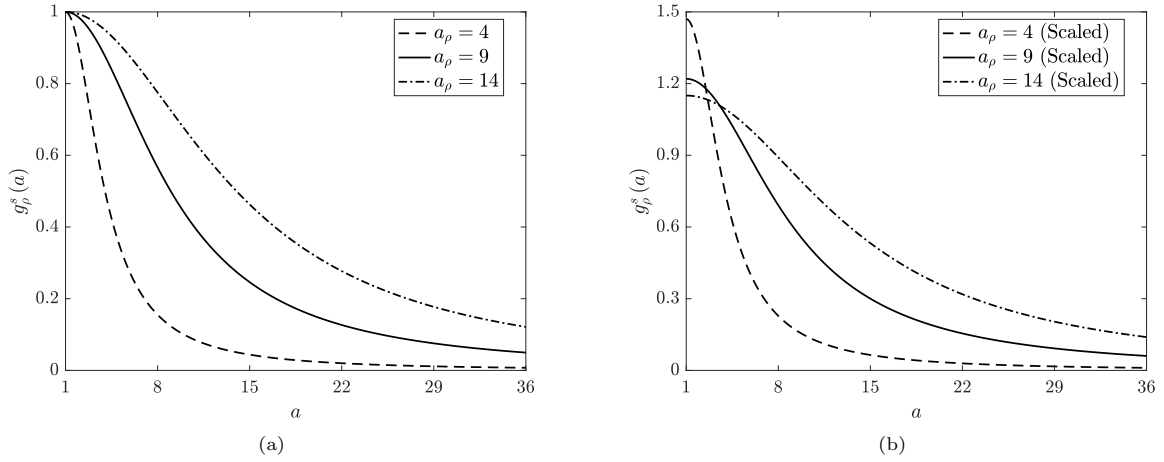 1
0.8
0.6
0.4
0.2
0
1 8 15 22 29 36
g_ρ^s (a)
a
a_ρ = 4
a_ρ = 9
a_ρ = 14
(a)
1.5
1.2
0.9
0.6
0.3
0
1 8 15 22 29 36
g_ρ^s (a)
a
a_ρ = 4 (Scaled)
a_ρ = 9 (Scaled)
a_ρ = 14 (Scaled)
(b)